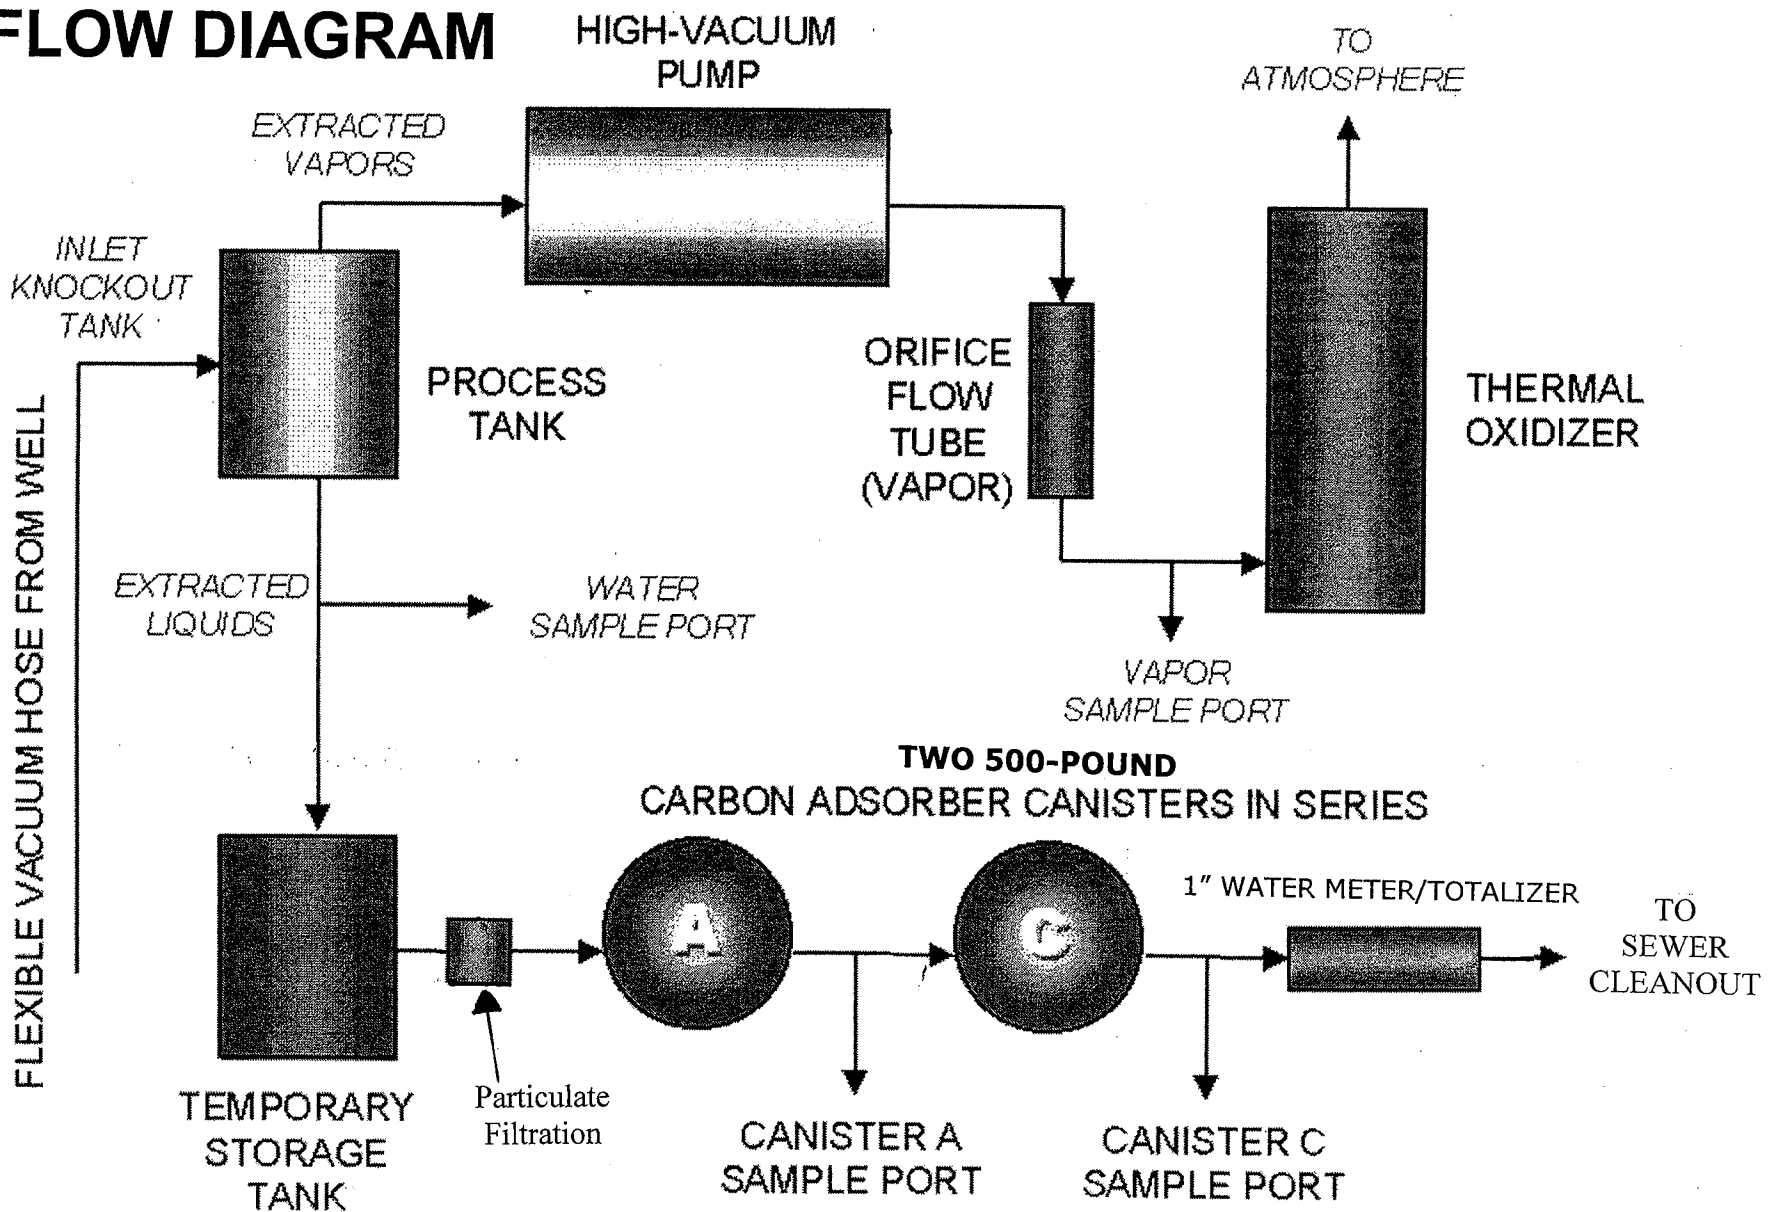 FLOW DIAGRAM
HIGH-VACUUM
PUMP
TO
ATMOSPHERE
EXTRACTED
VAPORS
INLET
KNOCKOUT
TANK
PROCESS
TANK
ORIFICE
FLOW
TUBE
(VAPOR)
THERMAL
OXIDIZER
FLEXIBLE VACUUM HOSE FROM WELL
EXTRACTED
LIQUIDS
WATER
SAMPLE PORT
VAPOR
SAMPLE PORT
TWO 500-POUND
CARBON ADSORBER CANISTERS IN SERIES
A
C
1" WATER METER/TOTALIZER
TO
SEWER
CLEANOUT
TEMPORARY
STORAGE
TANK
Particulate
Filtration
CANISTER A
SAMPLE PORT
CANISTER C
SAMPLE PORT